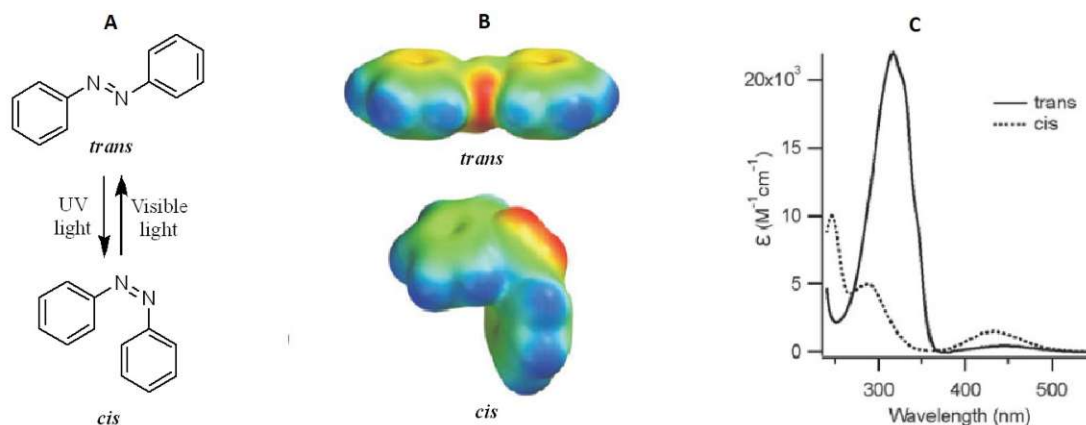 A
N
N
trans
UV
light
Visible
light
N
N
cis
B
trans
cis
C
20x10³
15
10
5
0
ε (M⁻¹cm⁻¹)
trans
cis
300
400
500
Wavelength (nm)